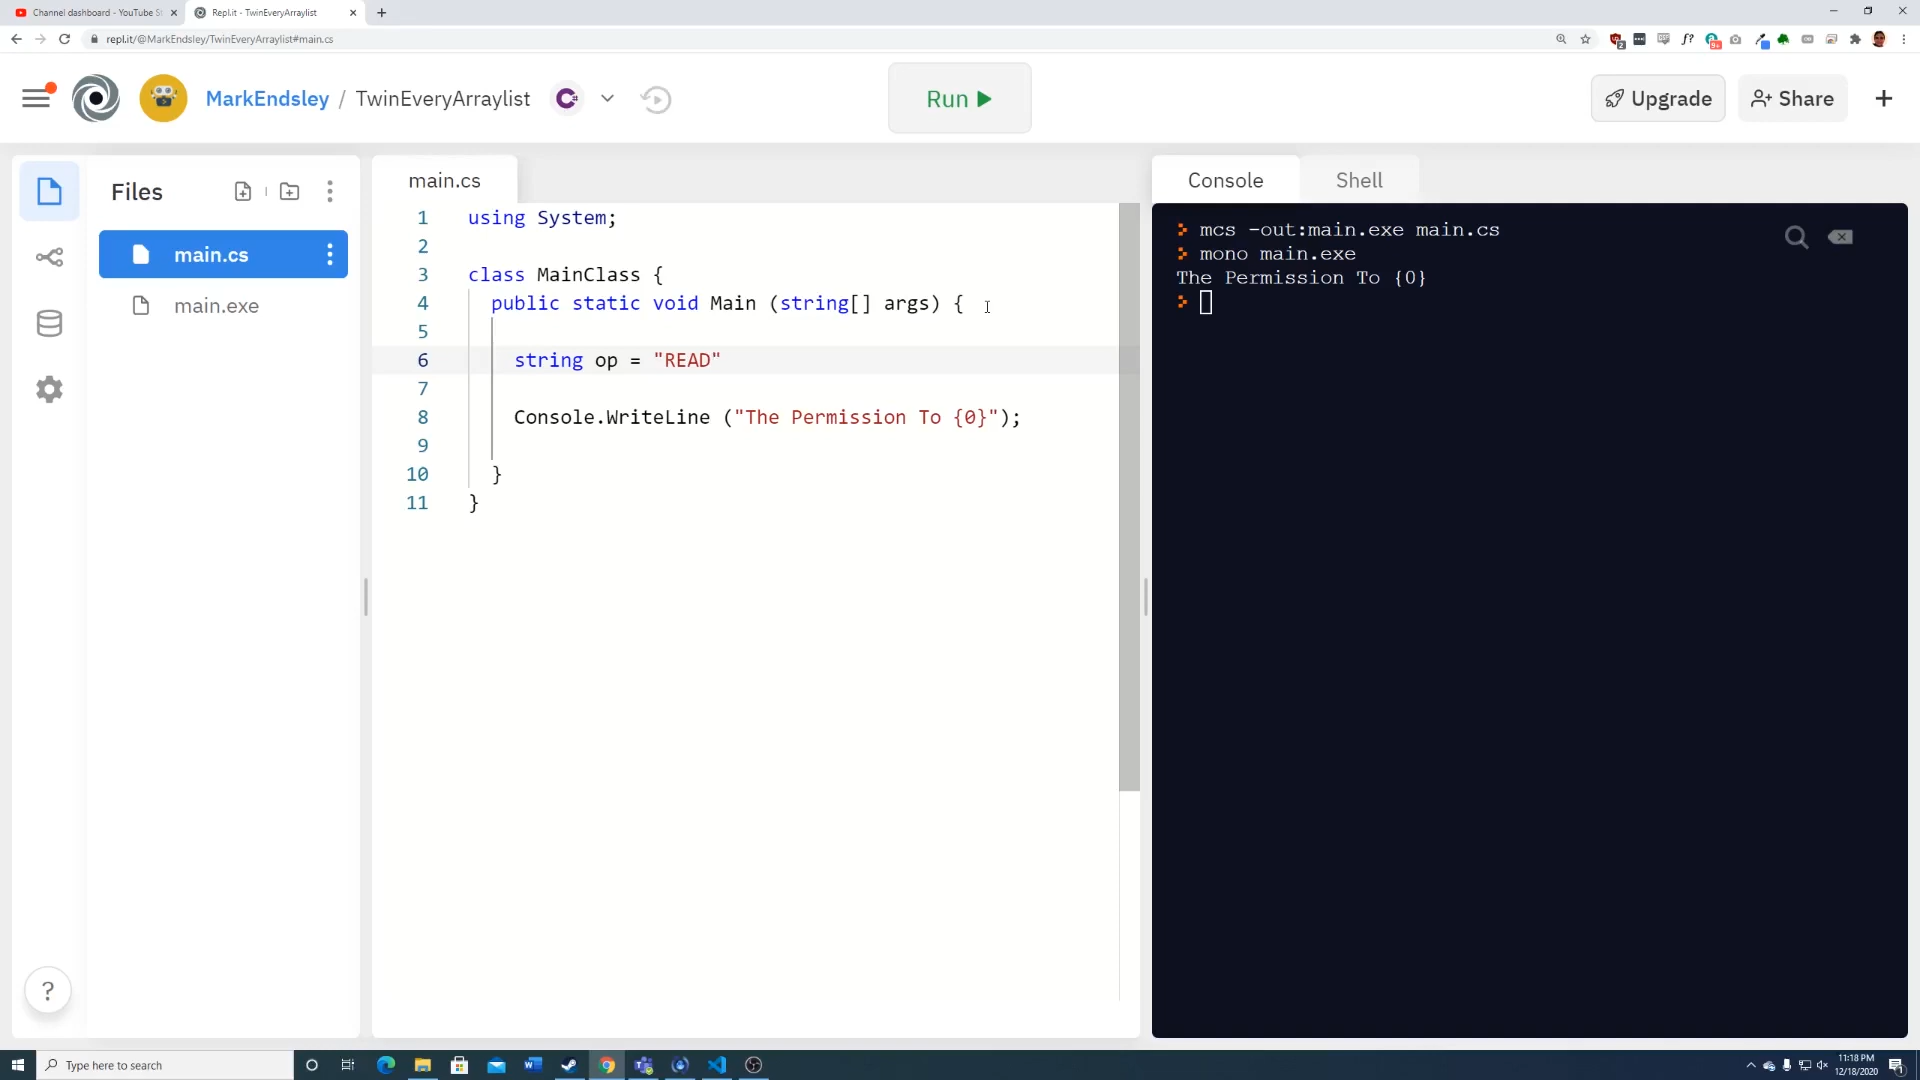 Channel dashboard - YouTube St
Repl.it - TwinEveryArraylist
repl.it/@MarkEndsley/TwinEveryArraylist#main.cs
MarkEndsley / TwinEveryArraylist
Run
Upgrade
Share
Files
main.cs
main.exe
main.cs
1 using System;
2
3 class MainClass {
4 public static void Main (string[] args) {
5
6 string op = "READ"
7
8 Console.WriteLine ("The Permission To {0}");
9
10 }
11 }
Console
Shell
mcs -out:main.exe main.cs
mono main.exe
The Permission To {0}
?
Type here to search
11:18 PM
12/18/2020